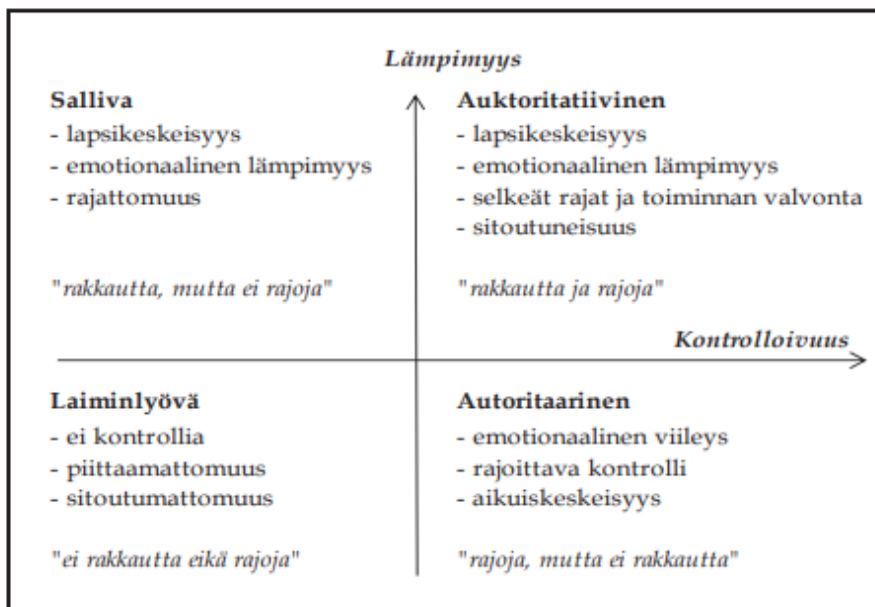 Lämpimyys
Salliva
- lapsikeskeisyys
- emotionaalinen lämpimyys
- rajattomuus
"rakkautta, mutta ei rajoja"
Auktoritatiivinen
- lapsikeskeisyys
- emotionaalinen lämpimyys
- selkeät rajat ja toiminnan valvonta
- sitoutuneisuus
"rakkautta ja rajoja"
Kontrolloivuus
Laiminlyövä
- ei kontrollia
- piittaamattomuus
- sitoutumattomuus
"ei rakkautta eikä rajoja"
Autoritaarinen
- emotionaalinen viileys
- rajoittava kontrolli
- aikuiskeskeisyys
"rajoja, mutta ei rakkautta"